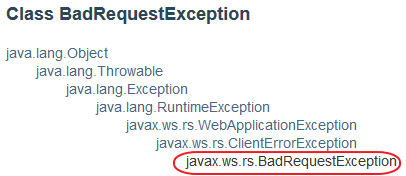 Class BadRequestException
java.lang.Object
java.lang.Throwable
java.lang.Exception
java.lang.RuntimeException
javax.ws.rs.WebApplicationException
javax.ws.rs.ClientErrorException
javax.ws.rs.BadRequestException